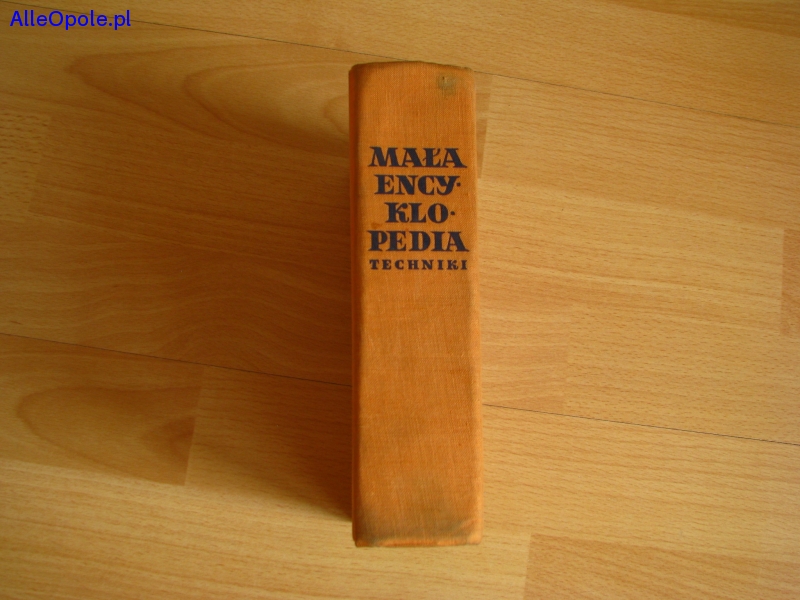 AlleOpole.pl
MAŁA
ENCY·
KLO·
PEDIA
TECHNIKI